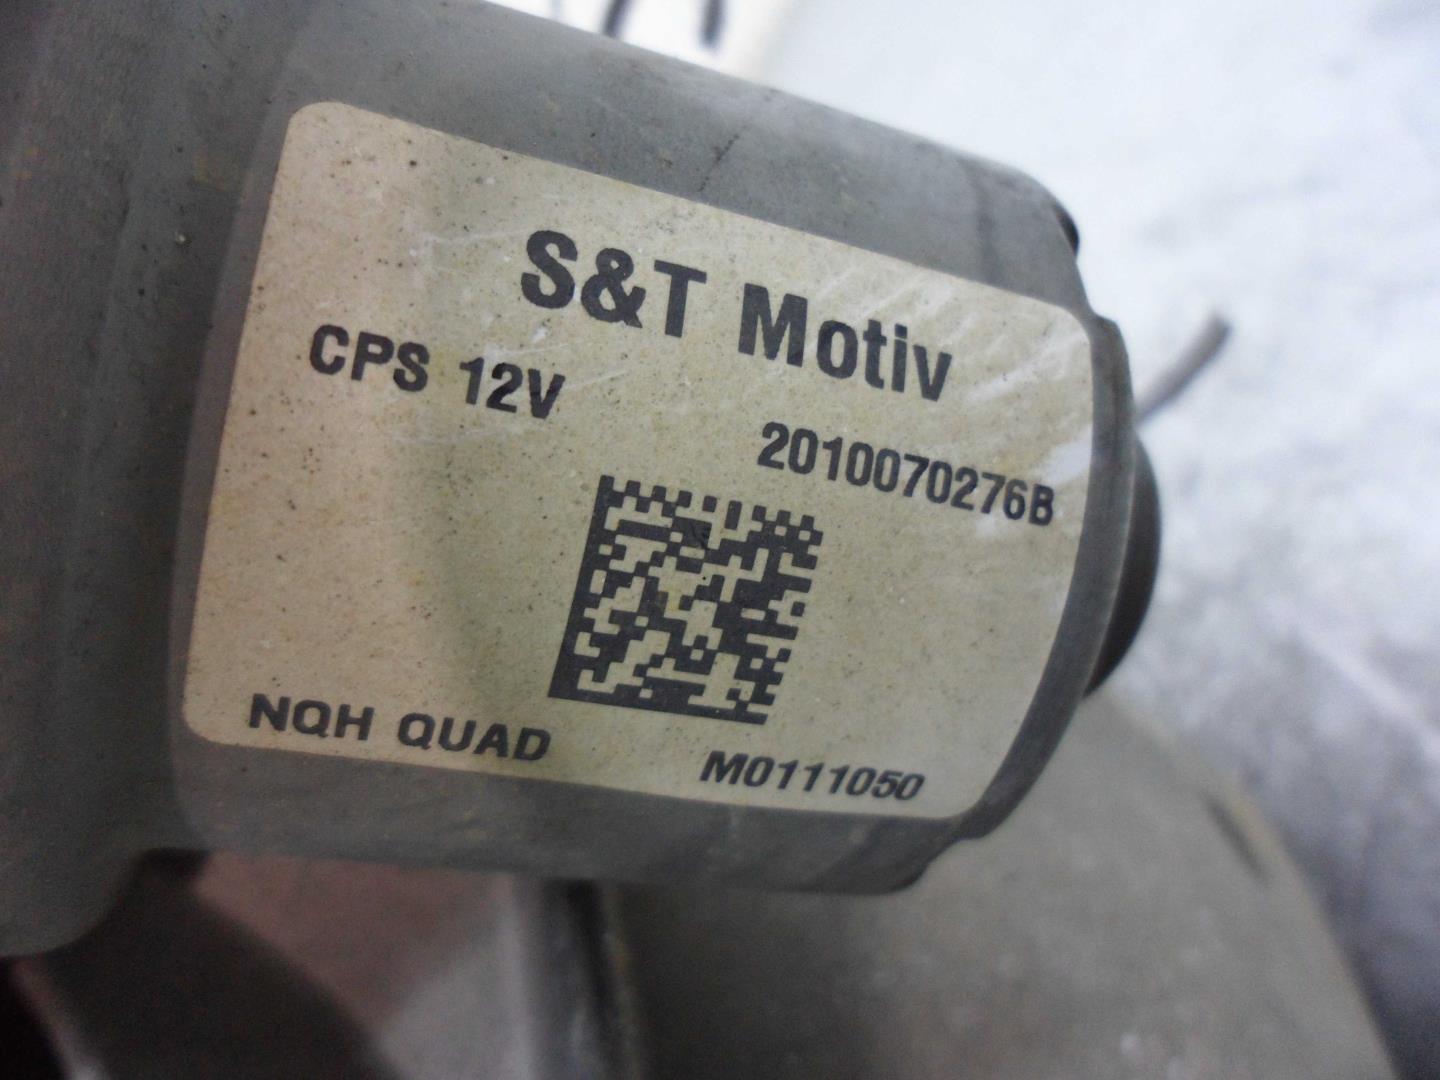 S&T Motiv
CPS 12V
2010070276B
NQH QUAD
M0111050